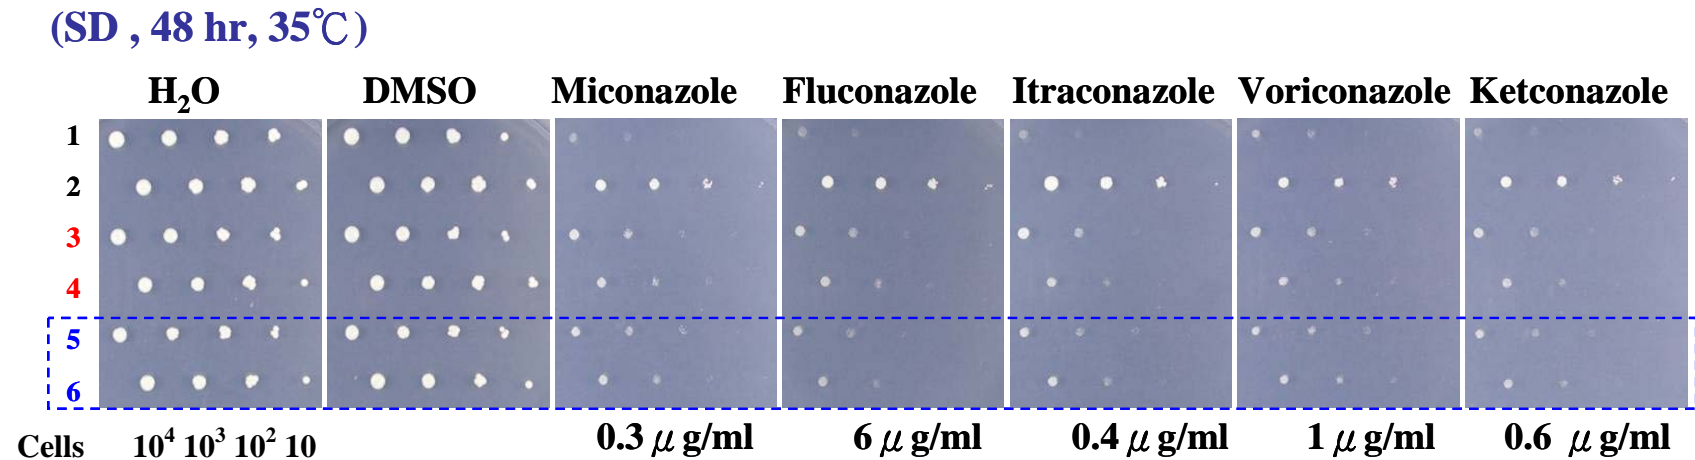 (SD , 48 hr, 35℃)
H₂O DMSO Miconazole Fluconazole Itraconazole Voriconazole Ketconazole
1
2
3
4
5
6
Cells 10⁴ 10³ 10² 10 0.3 μg/ml 6 μg/ml 0.4 μg/ml 1 μg/ml 0.6 μg/ml